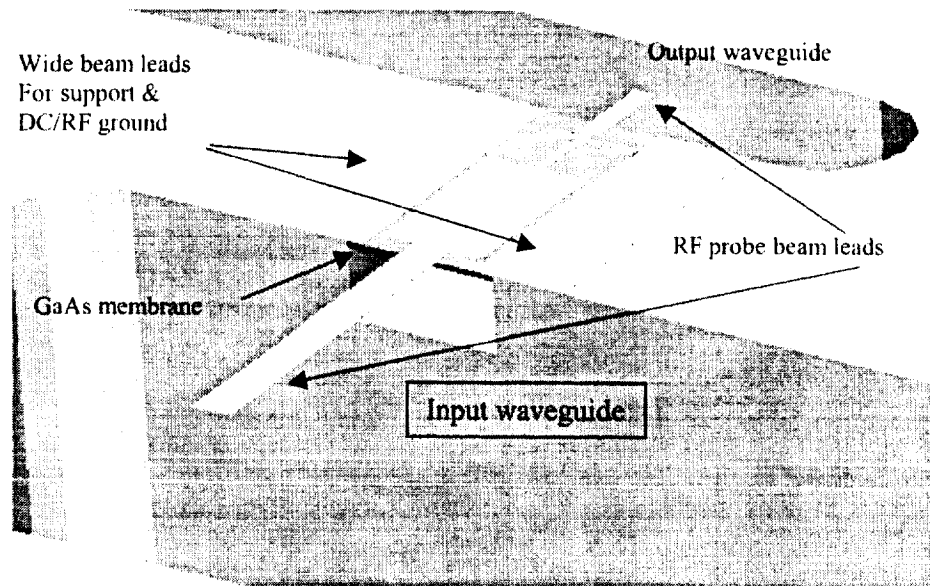 Wide beam leads
For support &
DC/RF ground
Output waveguide
RF probe beam leads
GaAs membrane
Input waveguide